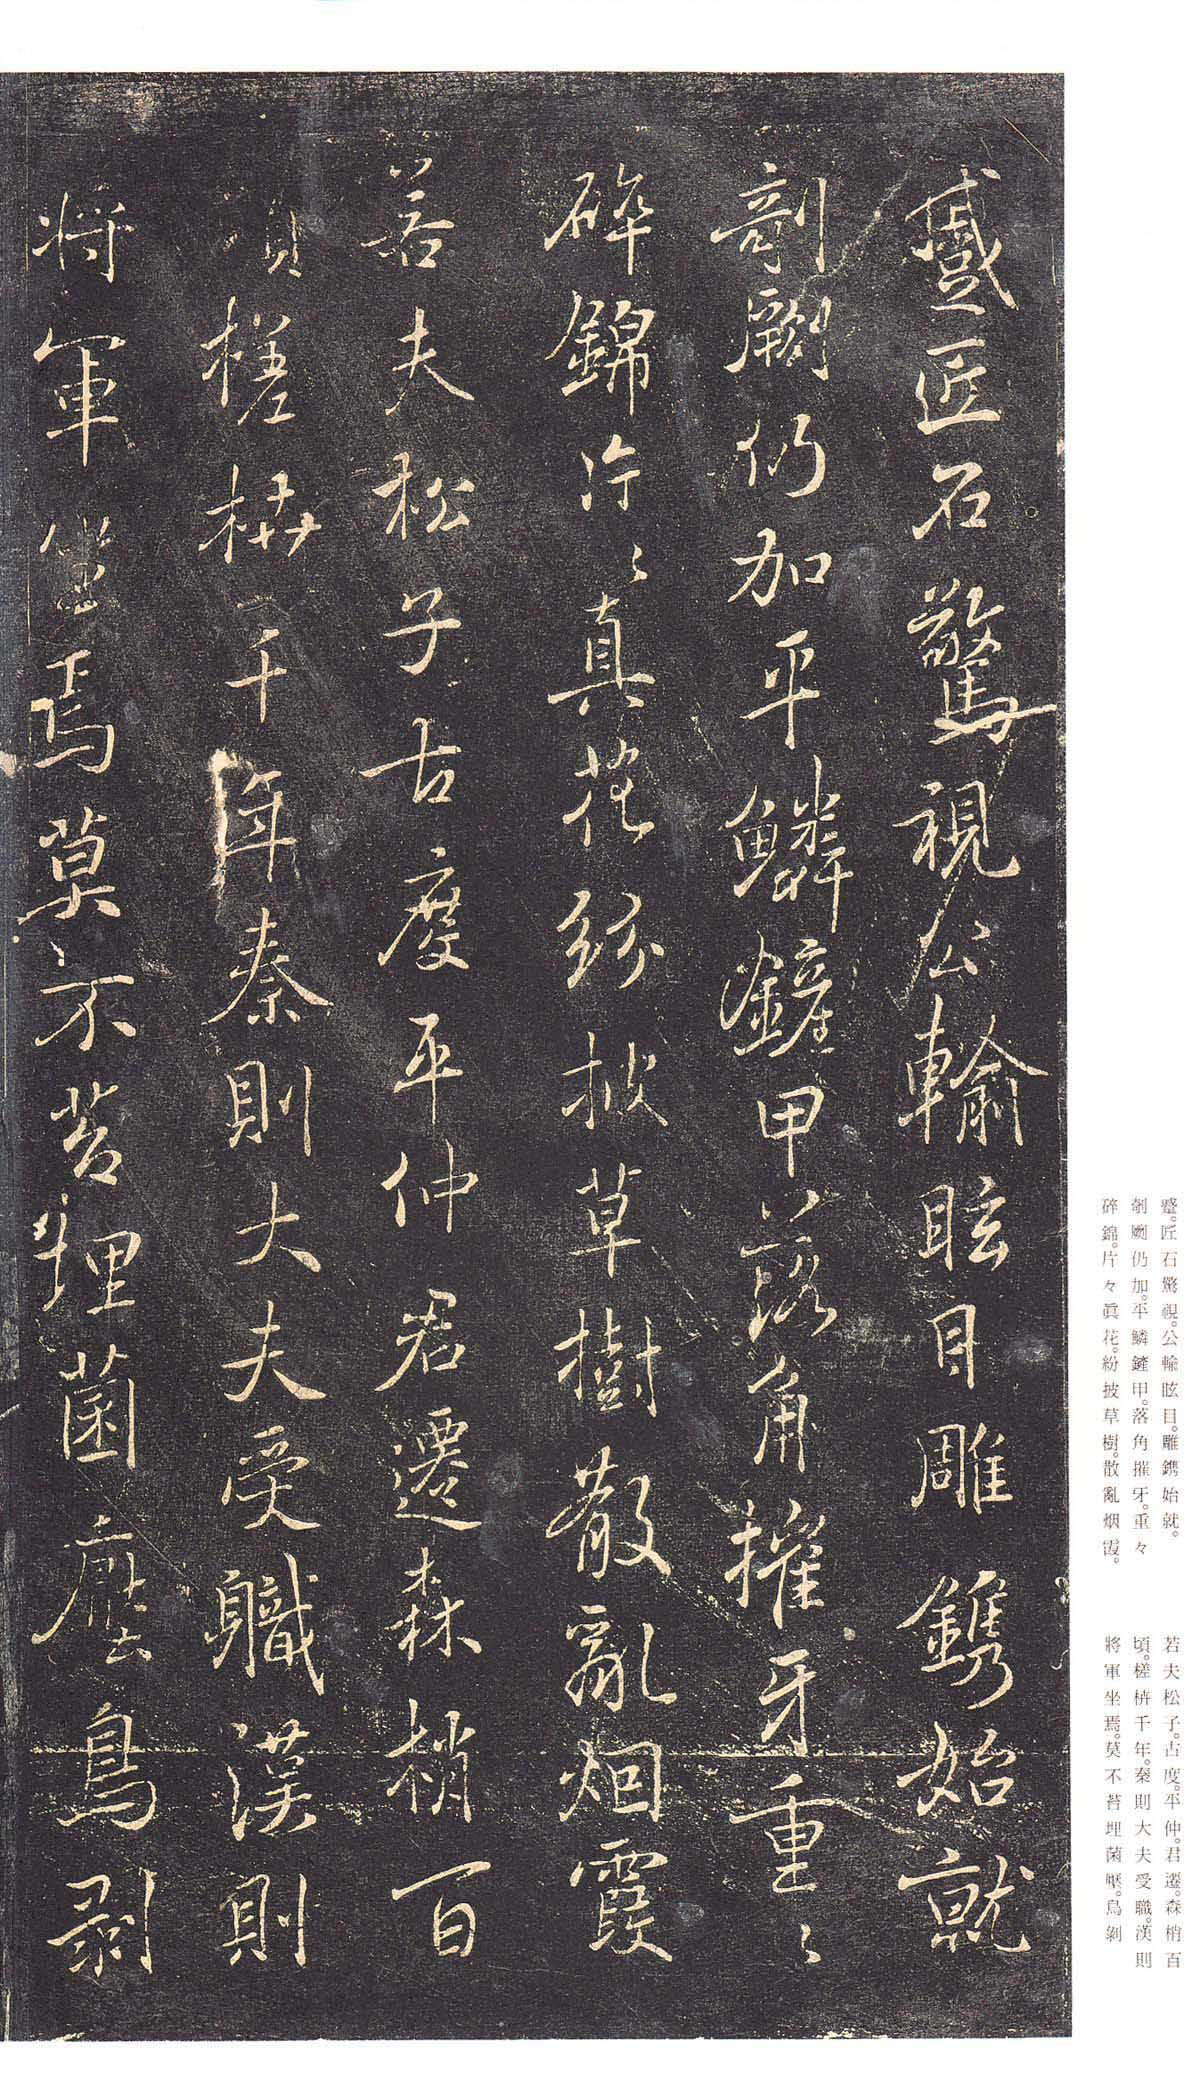 蹙。匠石驚視。公輸眩目。雕鐫始就。
剞劂仍加。平鱗鏟甲。落角摧牙。重々
碎錦。片々眞花。紛披草樹。散亂烟霞。
若夫松子。古度。平仲。君遷。森梢百
頃。槎枿千年。秦則大夫受職。漢則
將軍坐焉。莫不苔埋菌壓。鳥剝
蹙匠石驚視公輸眩目雕鐫始就
剞劂仍加平鱗鏟甲落角摧牙重々
碎錦片々真花紛披草樹散亂烟霞
若夫松子古度平仲君遷森梢百
頃槎枿千年秦則大夫受職漢則
將軍坐焉莫不苔埋菌壓鳥剝